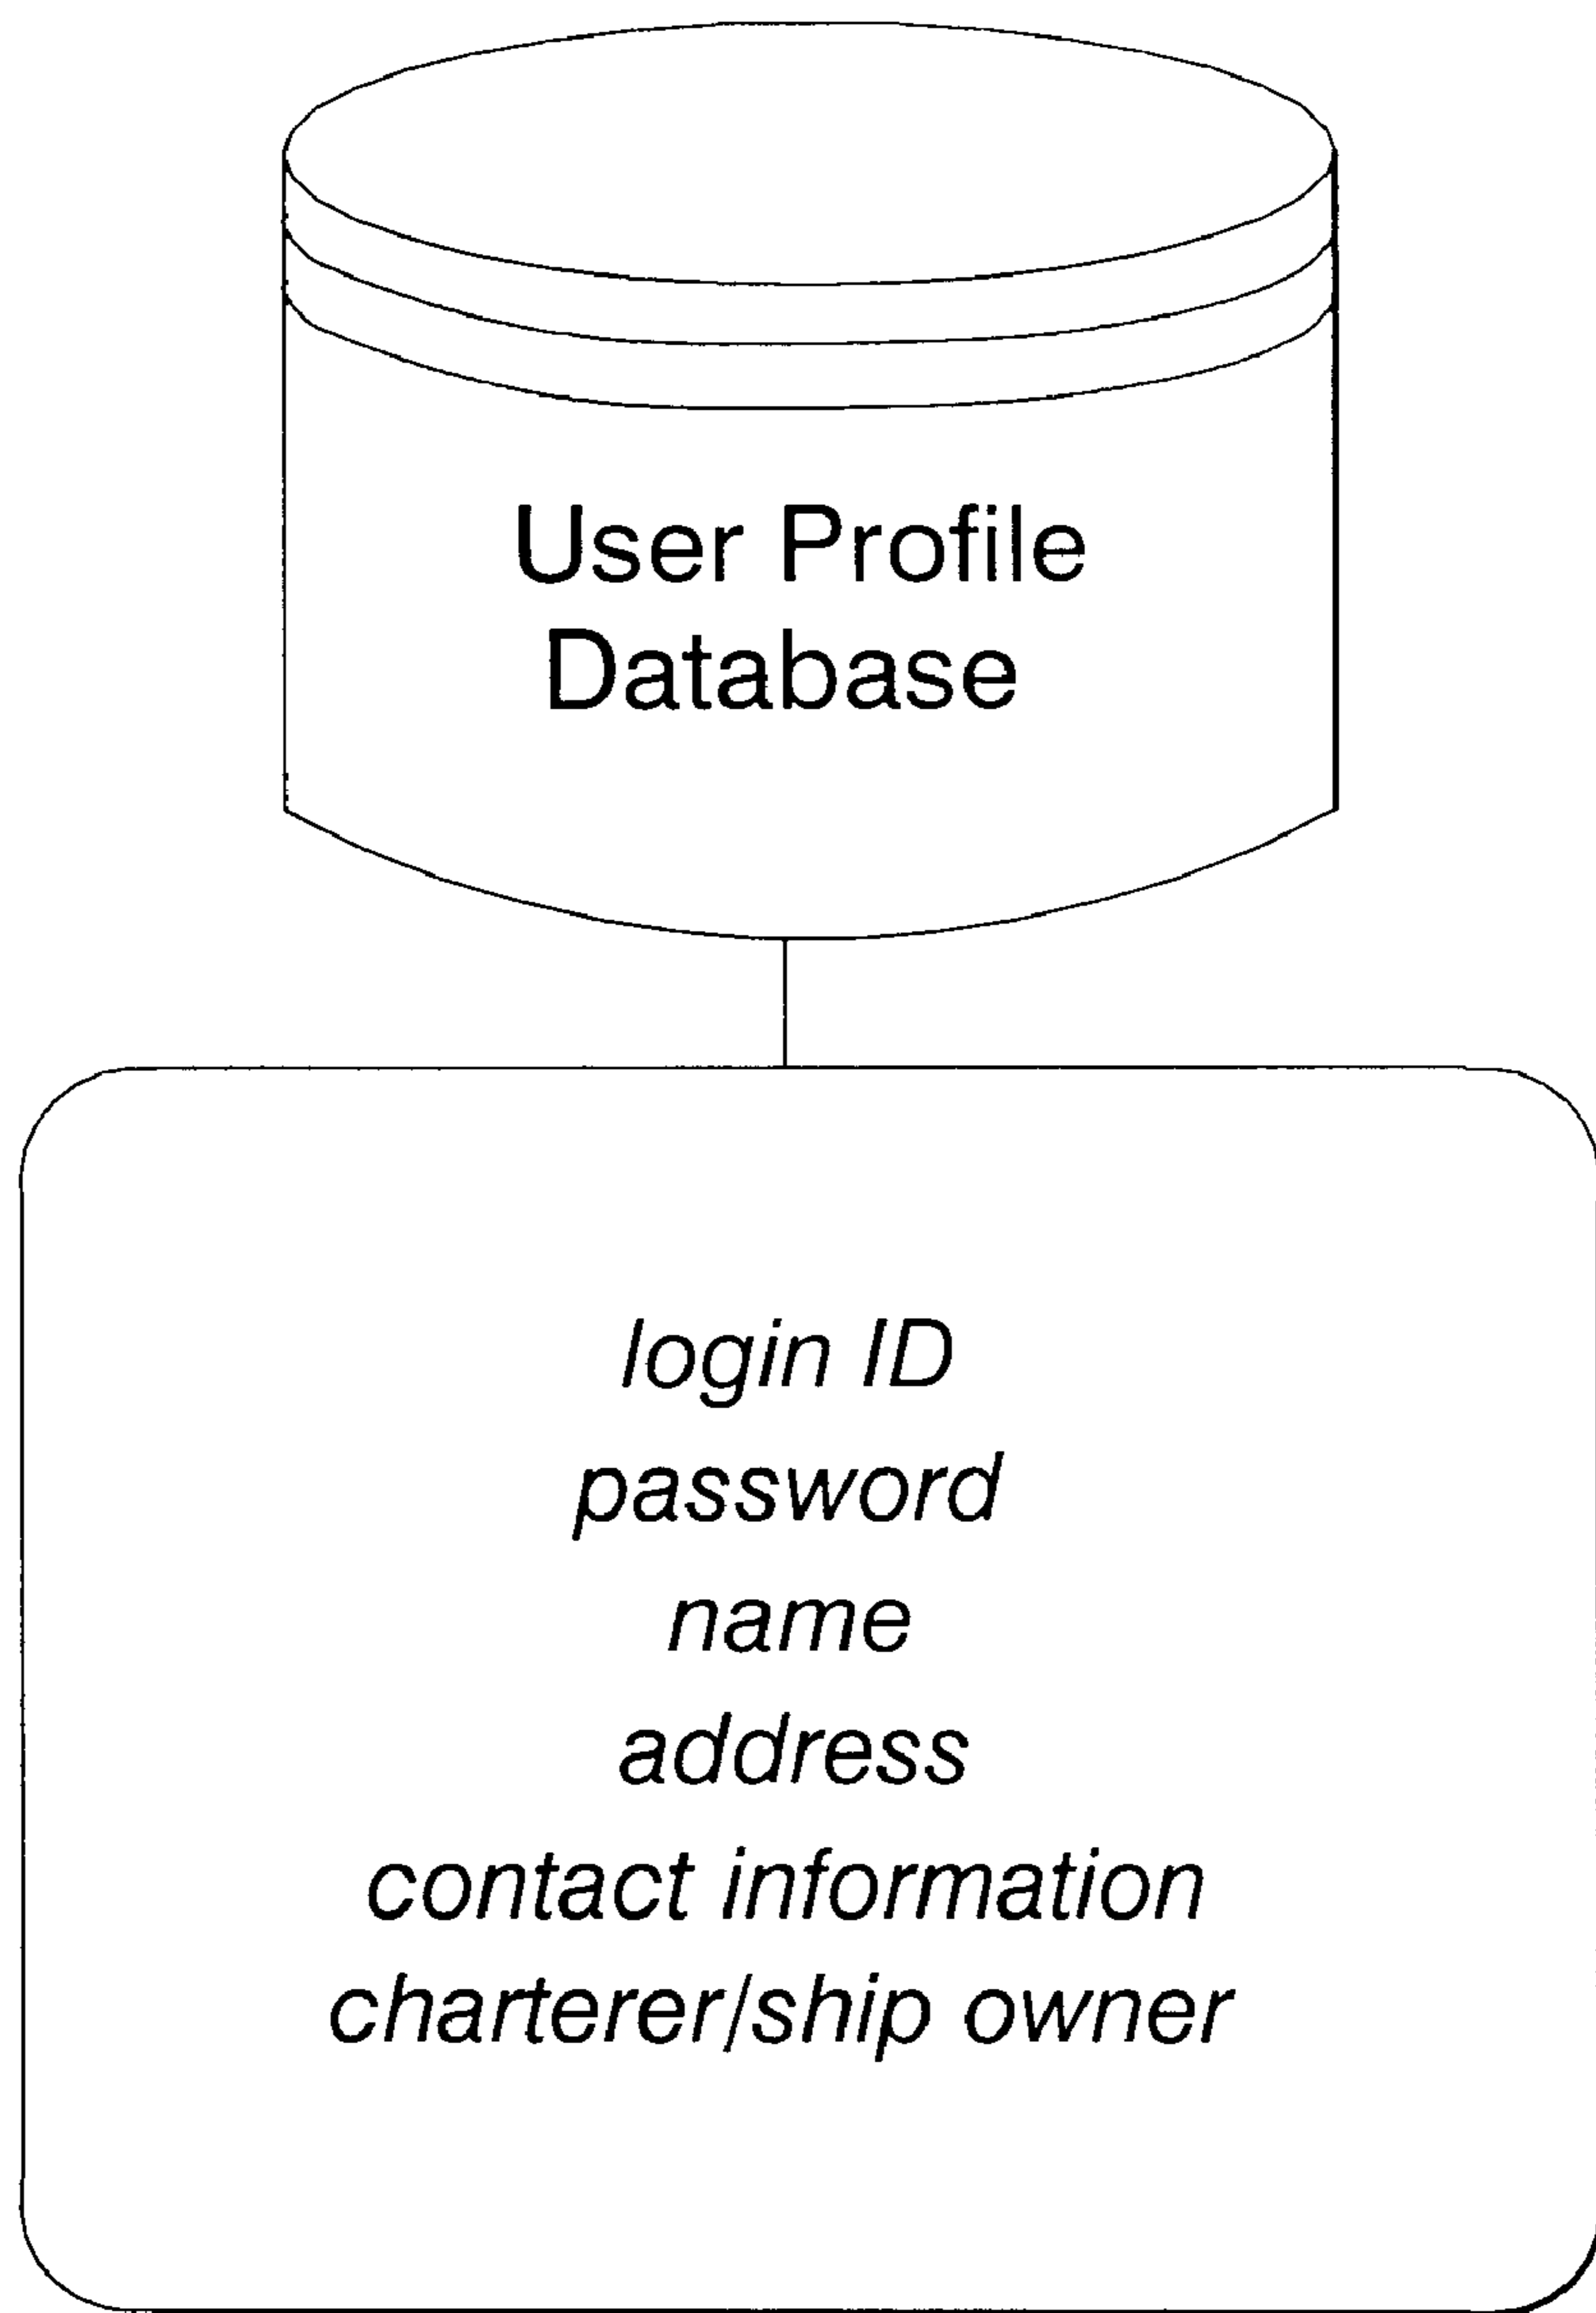 User Profile
Database
login ID
password
name
address
contact information
charterer/ship owner